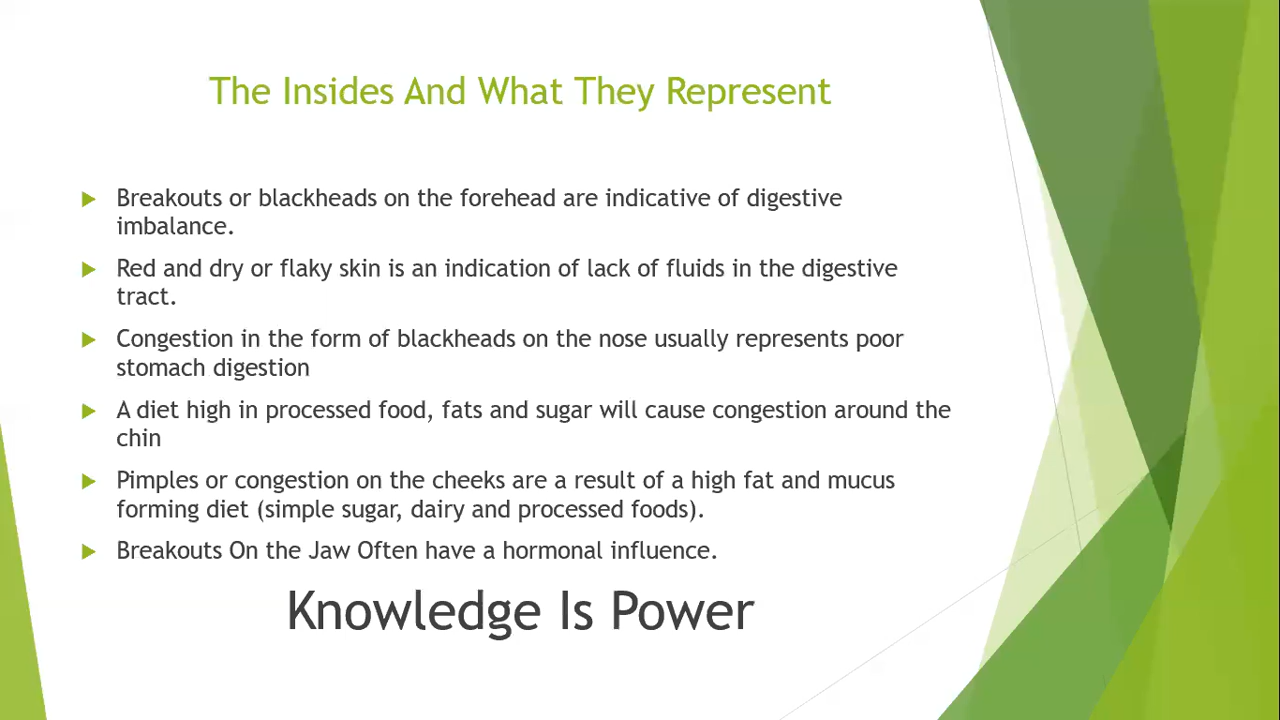 The Insides And What They Represent
Breakouts or blackheads on the forehead are indicative of digestive
imbalance.
Red and dry or flaky skin is an indication of lack of fluids in the digestive
tract.
Congestion in the form of blackheads on the nose usually represents poor
stomach digestion
A diet high in processed food, fats and sugar will cause congestion around the
chin
Pimples or congestion on the cheeks are a result of a high fat and mucus
forming diet (simple sugar, dairy and processed foods).
Breakouts On the Jaw Often have a hormonal influence.
Knowledge Is Power